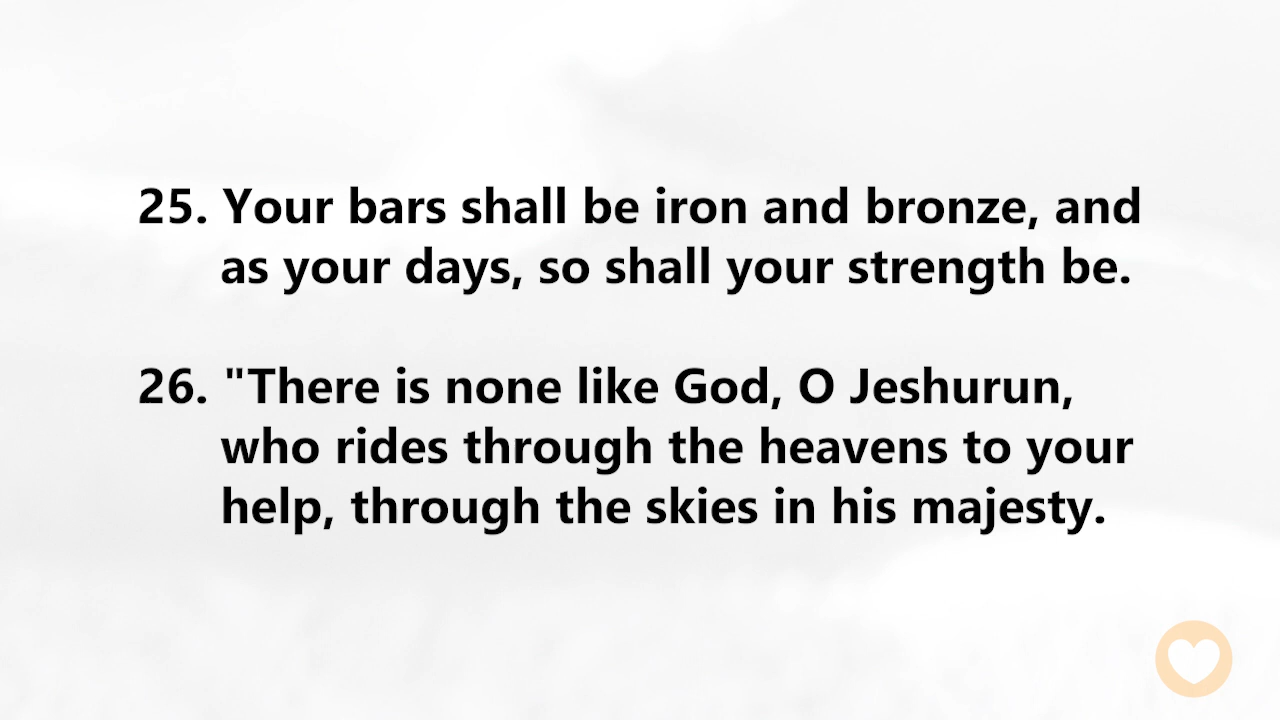 25. Your bars shall be iron and bronze, and
as your days, so shall your strength be.
26. "There is none like God, O Jeshurun,
who rides through the heavens to your
help, through the skies in his majesty.